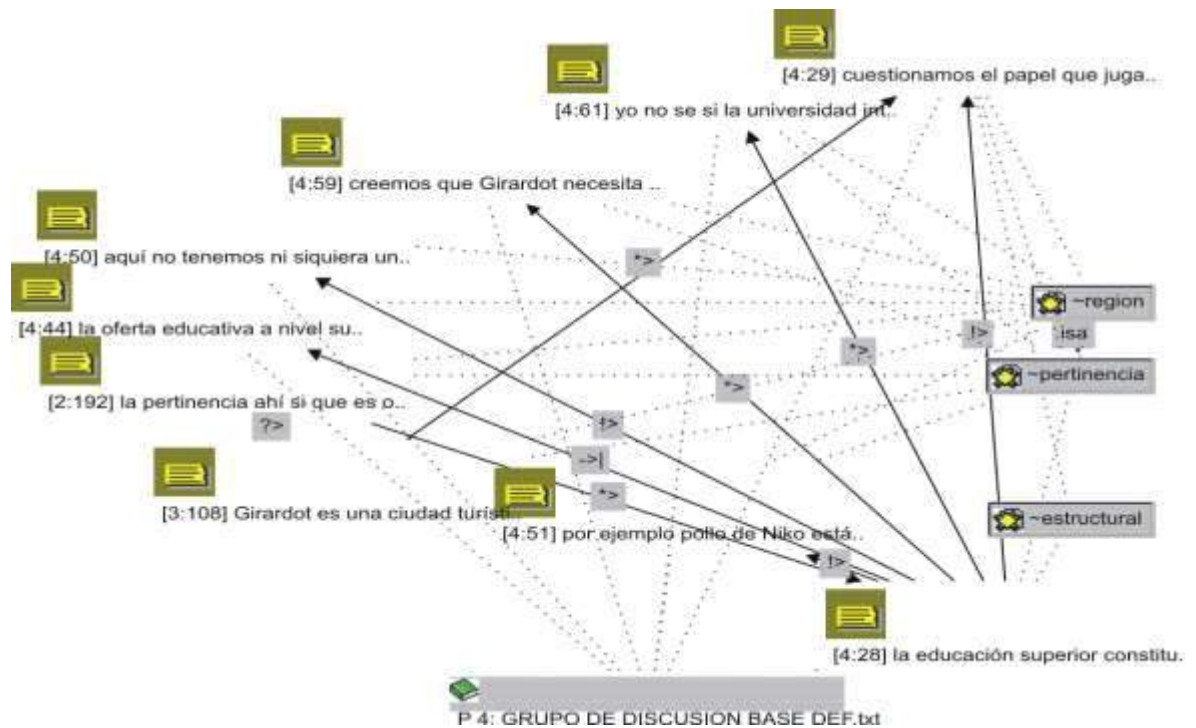 [4:29] cuestionamos el papel que juga..
[4:61] yo no se si la universidad int..
[4:59] creemos que Girardot necesita ..
[4:50] aquí no tenemos ni siquiera un..
*>
~region
[4:44] la oferta educativa a nivel su..
!>
isa
*>
~pertinencia
*>
[2:192] la pertinencia ahí si que es o..
?>
!>
->|
*>
[3:108] Girardot es una ciudad turísti..
~estructural
[4:51] por ejemplo pollo de Niko está..
!>
[4:28] la educación superior constitu.
P 4: GRUPO DE DISCUSION BASE DEF.txt